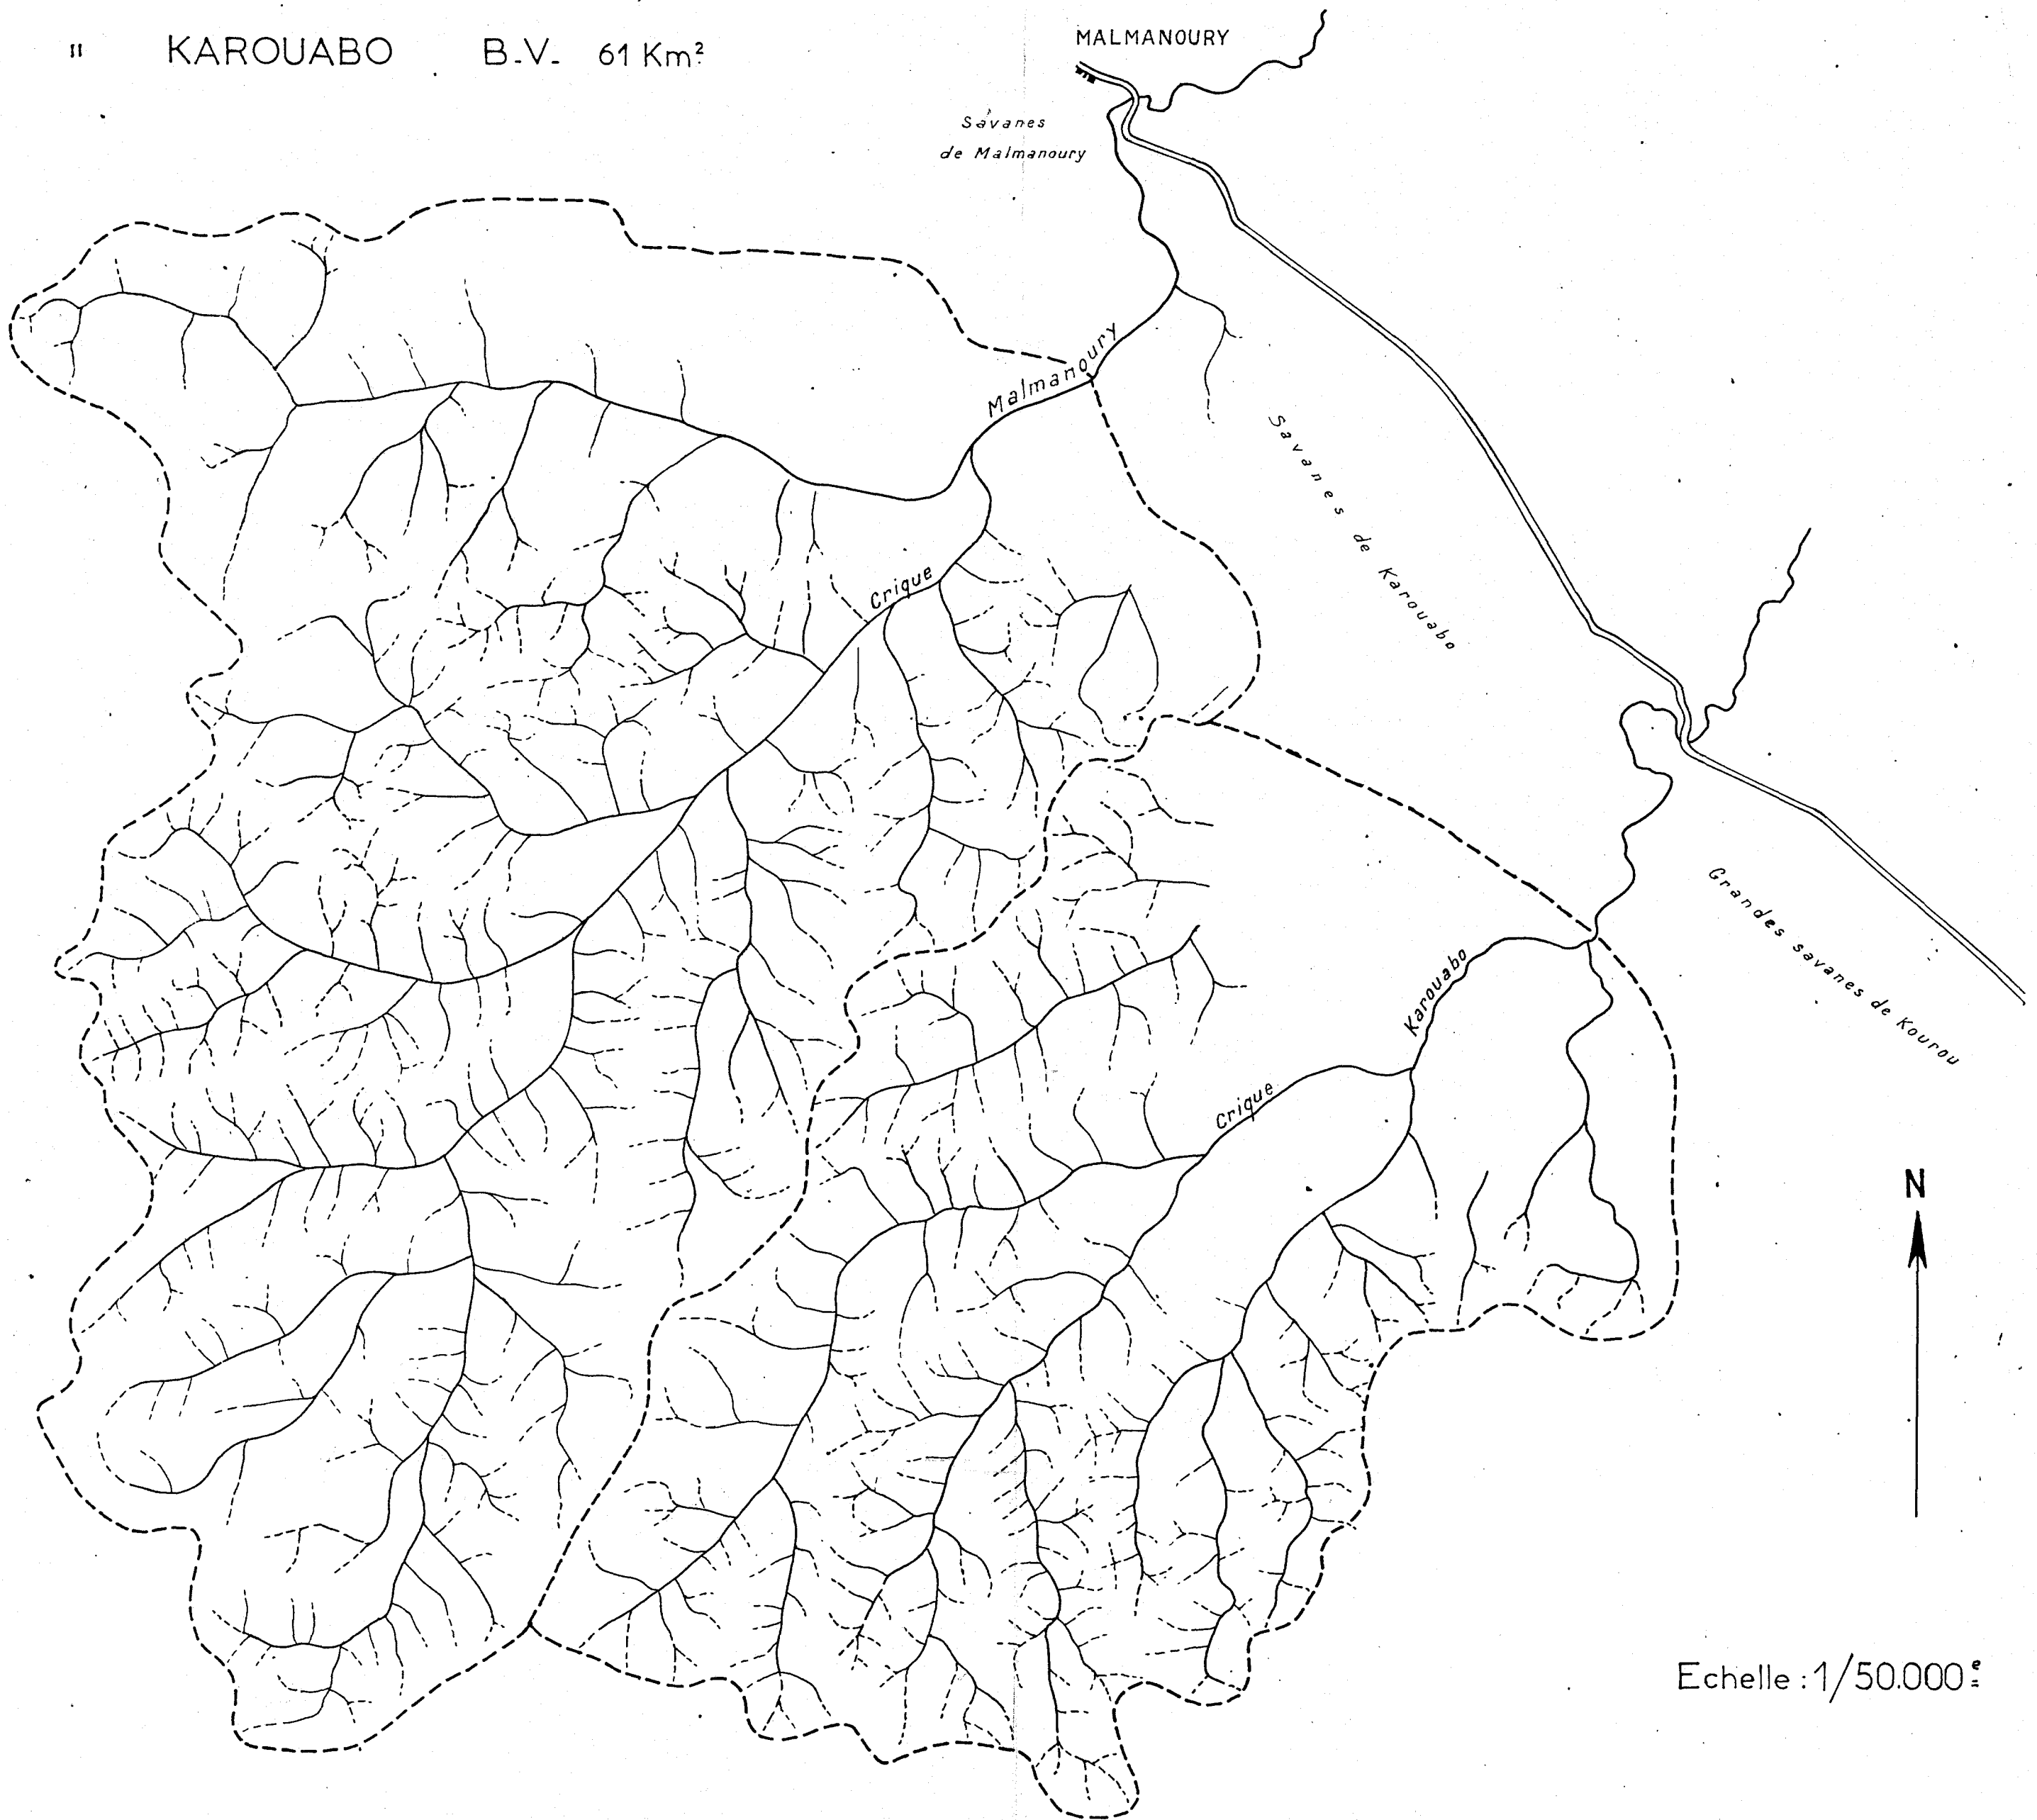 " KAROUABO B.V. 61 Km²
MALMANOURY
Savanes
de Malmanoury
Malmanoury
Crique
Savanes de Karouabo
Grandes savanes de Kourou
Karouabo
Crique
N
Echelle : 1/50.000e